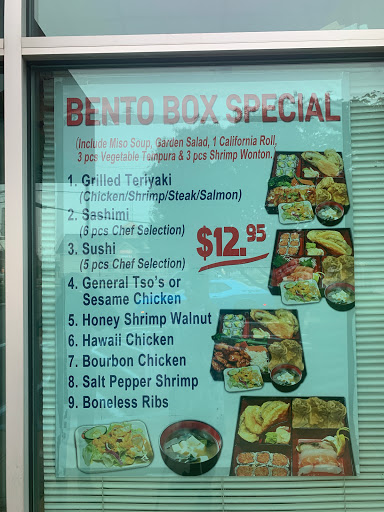 BENTO BOX SPECIAL
(Include Miso Soup, Garden Salad, 1 California Roll,
3 pcs Vegetable Tempura & 3 pcs Shrimp Wonton.)
1. Grilled Teriyaki
(Chicken/Shrimp/Steak/Salmon)
2. Sashimi
(6 pcs Chef Selection)
3. Sushi
(5 pcs Chef Selection)
$12.95
4. General Tso's or
Sesame Chicken
5. Honey Shrimp Walnut
6. Hawaii Chicken
7. Bourbon Chicken
8. Salt Pepper Shrimp
9. Boneless Ribs